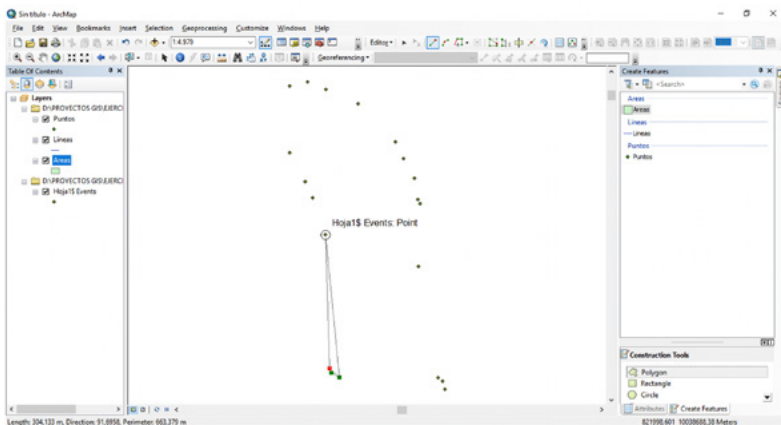 Sin titulo - ArcMap
File Edit View Bookmarks Insert Selection Geoprocessing Customize Windows Help
1:4.979
Editor
Georeferencing
Table Of Contents
Layers
D:\PROYECTOS GIS\EJERCI
Puntos
Lineas
Areas
D:\PROYECTOS GIS\EJERCI
Hoja1$ Events
Hoja1$ Events: Point
Create Features
<Search>
Areas
Areas
Lineas
Lineas
Puntos
Puntos
Construction Tools
Polygon
Rectangle
Circle
Attributes Create Features
Length: 304,133 m, Direction: 91,6958, Perimeter: 663,379 m
821998,601 10038688,38 Meters